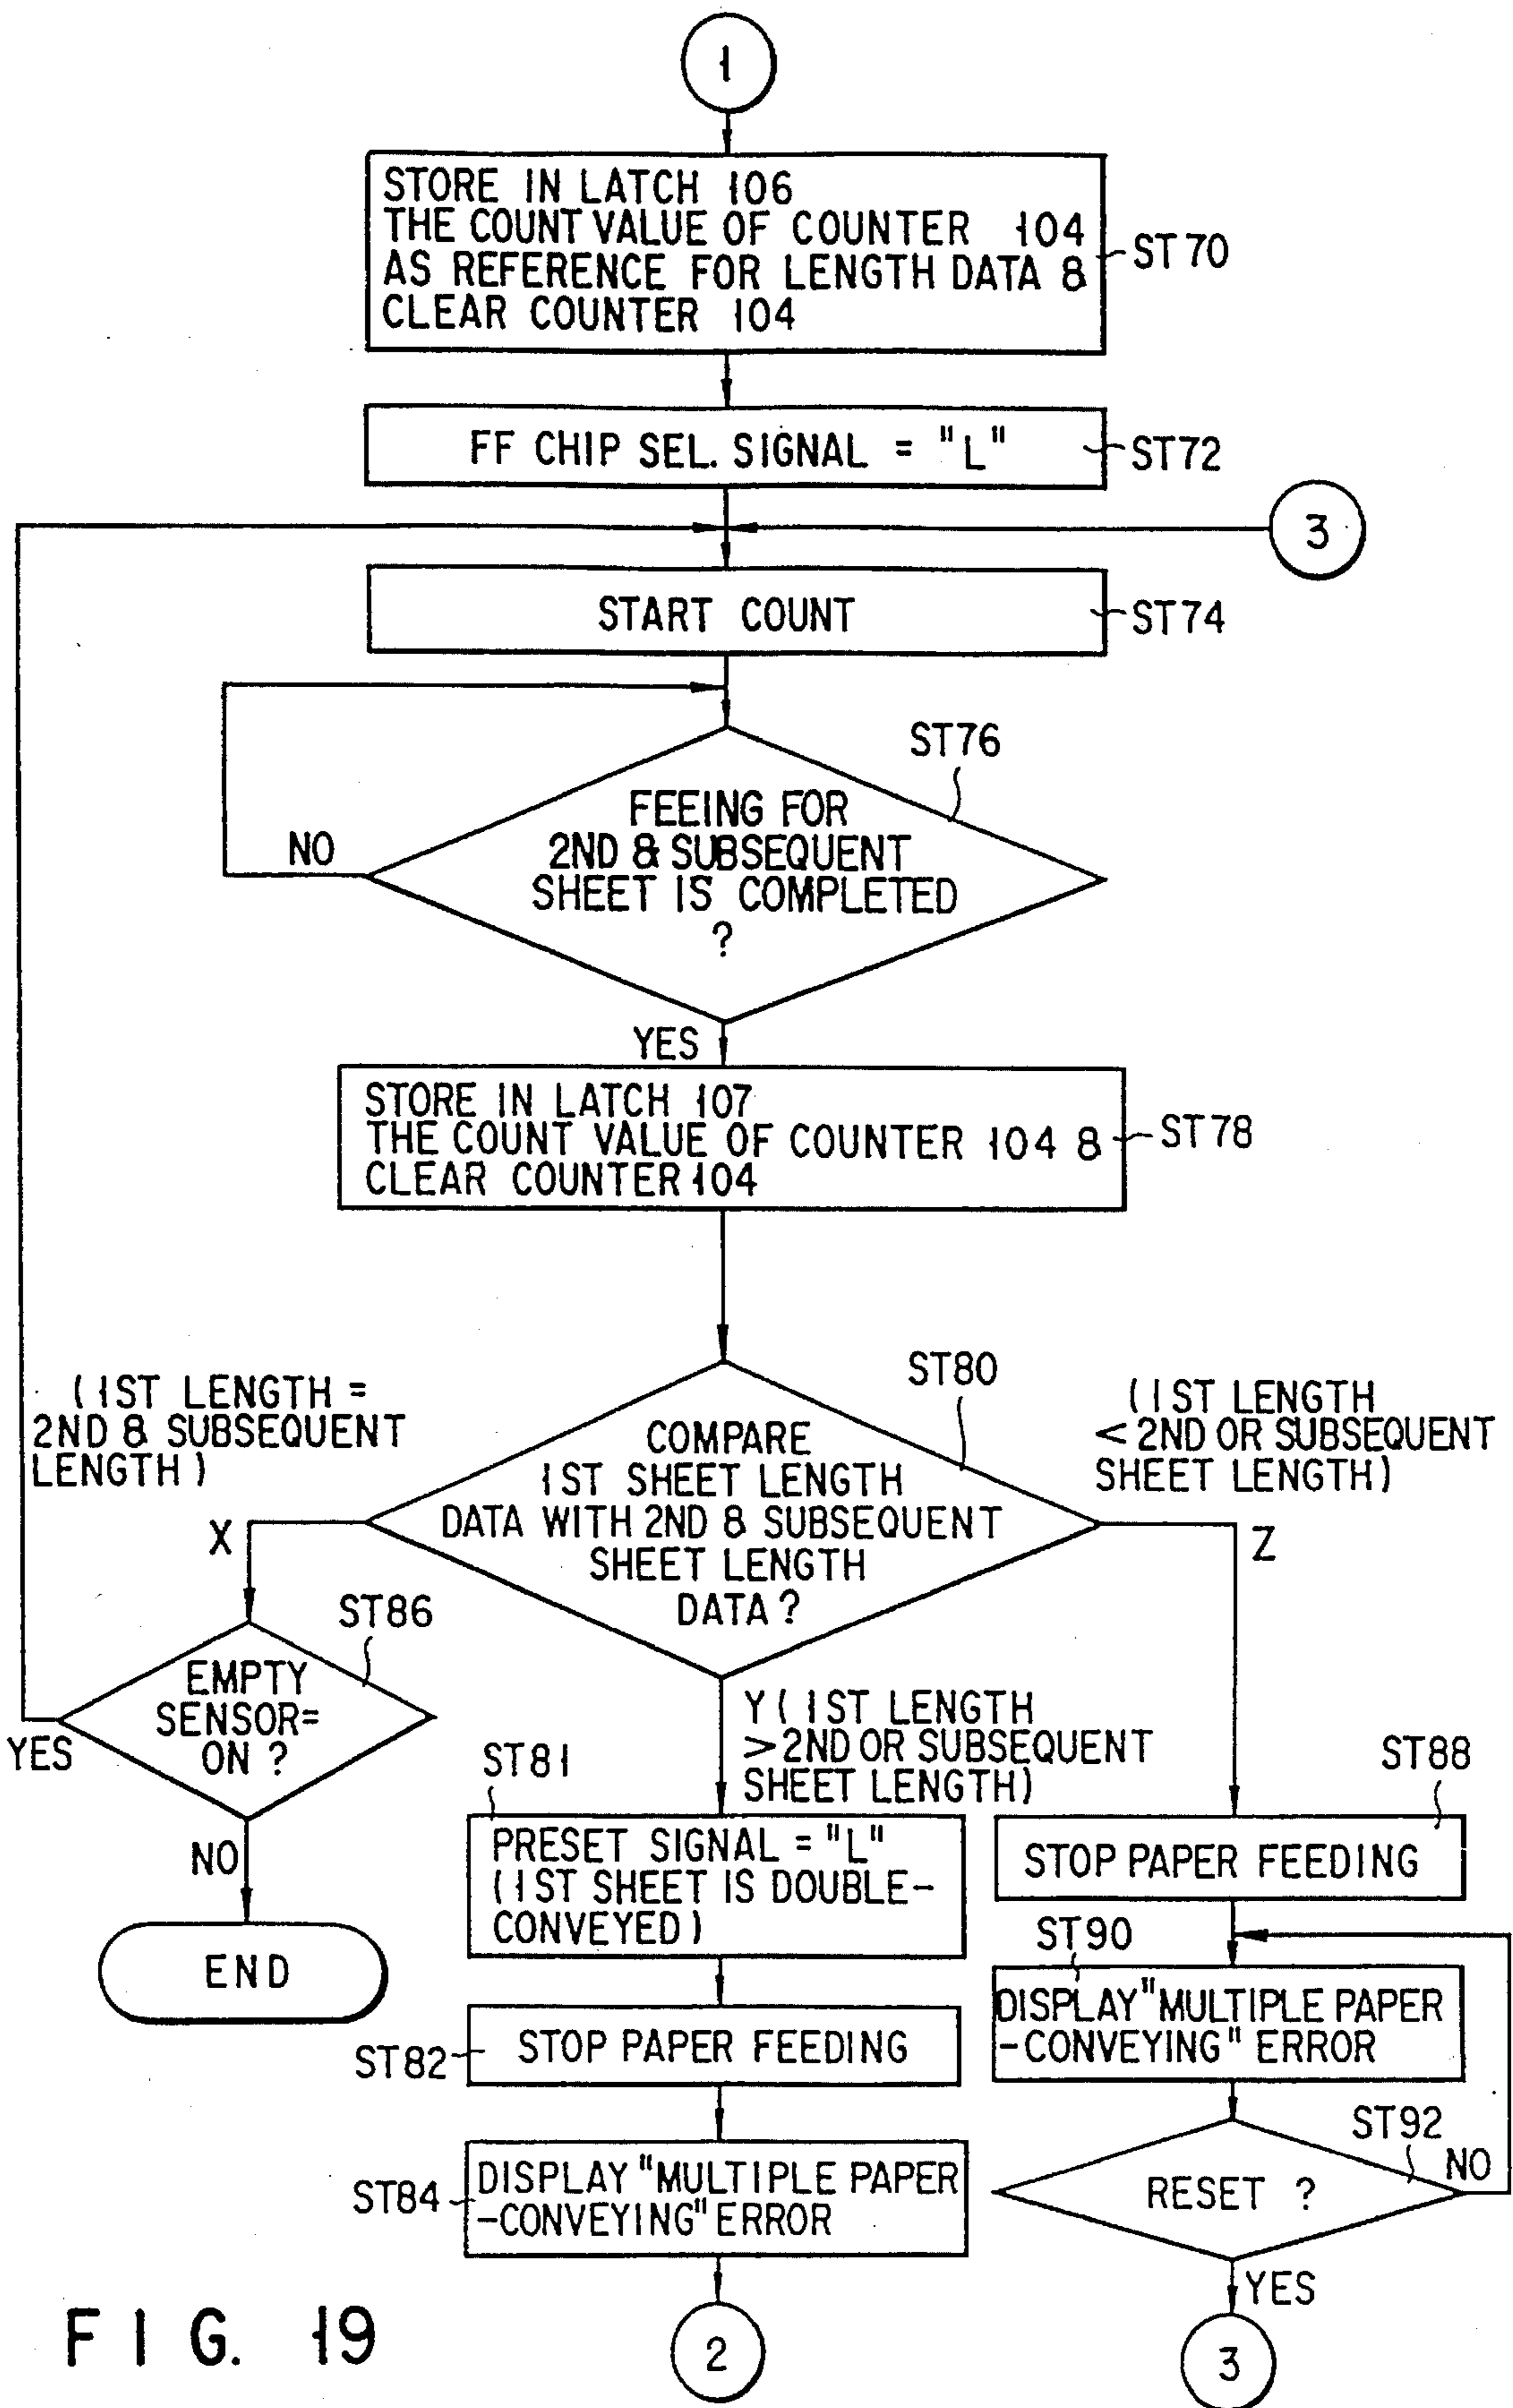 1
STORE IN LATCH 106
THE COUNT VALUE OF COUNTER 104
AS REFERENCE FOR LENGTH DATA &
CLEAR COUNTER 104
ST70
FF CHIP SEL. SIGNAL = "L"
ST72
3
START COUNT
ST74
ST76
FEEING FOR
2ND & SUBSEQUENT
SHEET IS COMPLETED
?
NO
YES
STORE IN LATCH 107
THE COUNT VALUE OF COUNTER 104 &
CLEAR COUNTER 104
ST78
ST80
COMPARE
1ST SHEET LENGTH
DATA WITH 2ND & SUBSEQUENT
SHEET LENGTH
DATA ?
(1ST LENGTH =
2ND & SUBSEQUENT
LENGTH)
X
(1ST LENGTH
< 2ND OR SUBSEQUENT
SHEET LENGTH)
Z
ST86
EMPTY
SENSOR=
ON ?
YES
NO
END
Y (1ST LENGTH
> 2ND OR SUBSEQUENT
SHEET LENGTH)
ST81
PRESET SIGNAL = "L"
(1ST SHEET IS DOUBLE-
CONVEYED)
ST82
STOP PAPER FEEDING
ST84
DISPLAY "MULTIPLE PAPER
-CONVEYING" ERROR
2
ST88
STOP PAPER FEEDING
ST90
DISPLAY "MULTIPLE PAPER
-CONVEYING" ERROR
ST92
RESET ?
NO
YES
3
FIG. 19